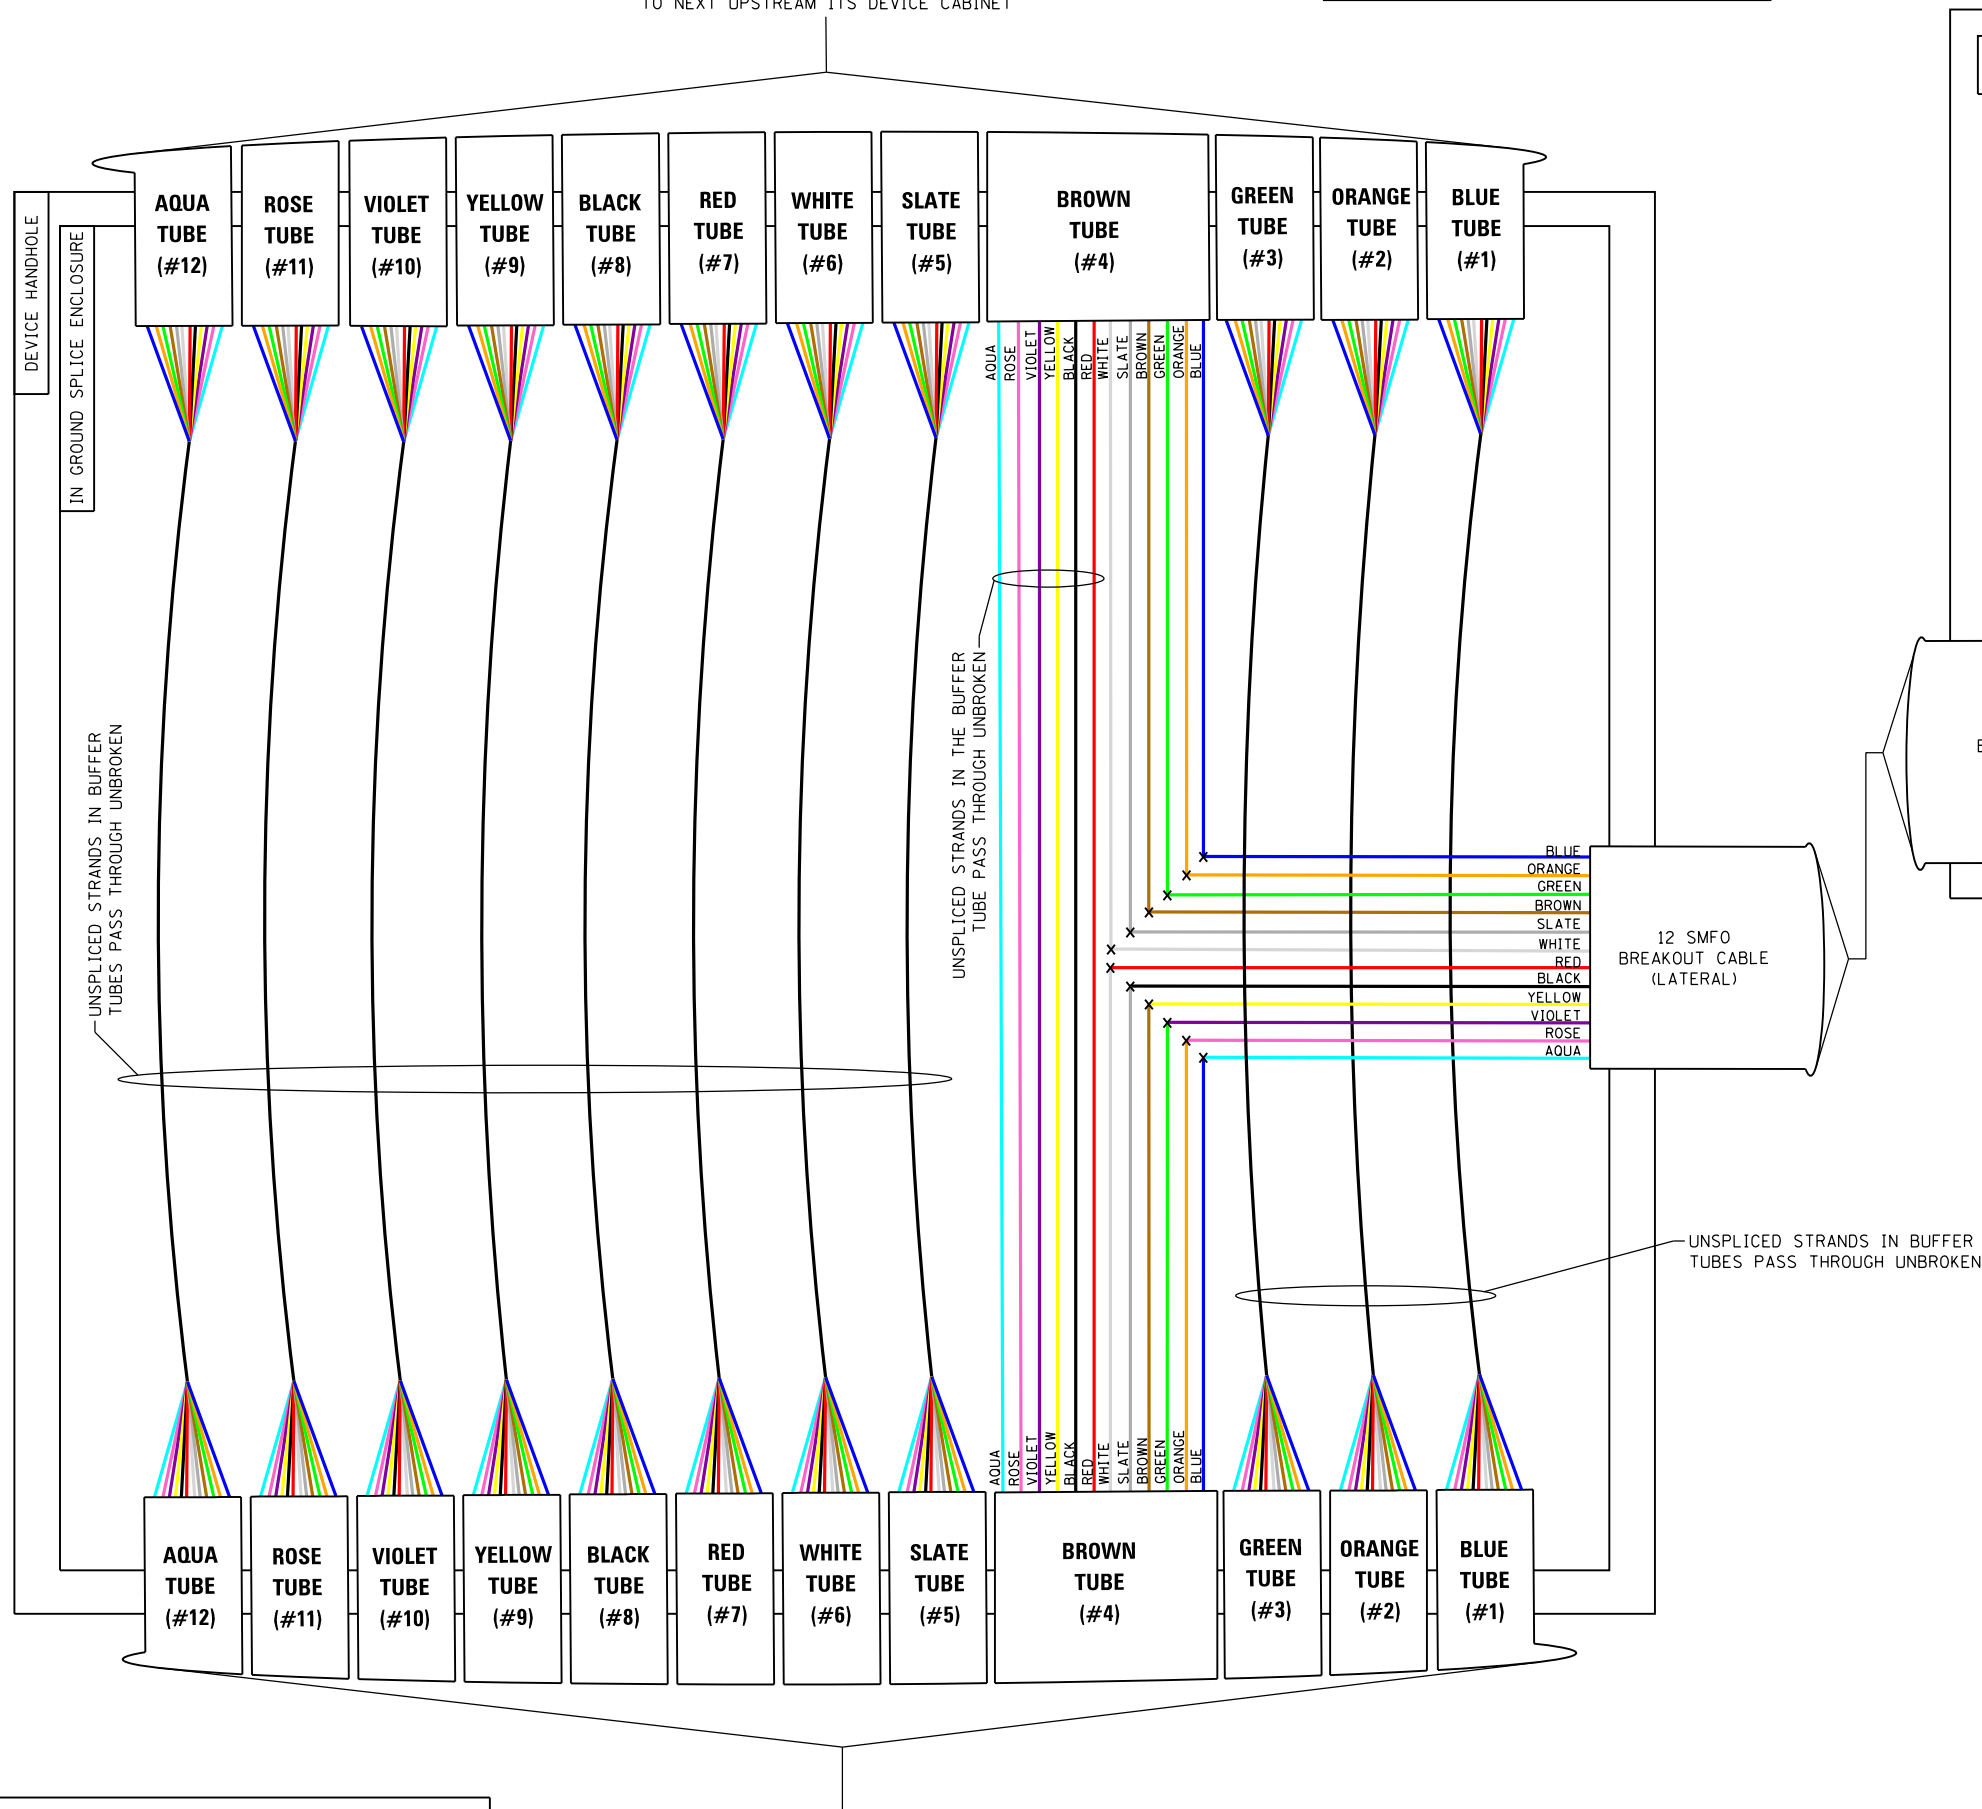 TO NEXT UPSTREAM ITS DEVICE CABINET
DEVICE HANDHOLE
IN GROUND SPLICE ENCLOSURE
AQUA
TUBE
(#12)
ROSE
TUBE
(#11)
VIOLET
TUBE
(#10)
YELLOW
TUBE
(#9)
BLACK
TUBE
(#8)
RED
TUBE
(#7)
WHITE
TUBE
(#6)
SLATE
TUBE
(#5)
BROWN
TUBE
(#4)
GREEN
TUBE
(#3)
ORANGE
TUBE
(#2)
BLUE
TUBE
(#1)
AQUA
ROSE
VIOLET
YELLOW
BLACK
RED
WHITE
SLATE
BROWN
GREEN
ORANGE
BLUE
UNSPLICED STRANDS IN BUFFER
TUBES PASS THROUGH UNBROKEN
UNSPLICED STRANDS IN THE BUFFER
TUBE PASS THROUGH UNBROKEN
BLUE
ORANGE
GREEN
BROWN
SLATE
WHITE
RED
BLACK
YELLOW
VIOLET
ROSE
AQUA
12 SMFO
BREAKOUT CABLE
(LATERAL)
UNSPLICED STRANDS IN BUFFER
TUBES PASS THROUGH UNBROKEN
AQUA
ROSE
VIOLET
YELLOW
BLACK
RED
WHITE
SLATE
BROWN
GREEN
ORANGE
BLUE
AQUA
TUBE
(#12)
ROSE
TUBE
(#11)
VIOLET
TUBE
(#10)
YELLOW
TUBE
(#9)
BLACK
TUBE
(#8)
RED
TUBE
(#7)
WHITE
TUBE
(#6)
SLATE
TUBE
(#5)
BROWN
TUBE
(#4)
GREEN
TUBE
(#3)
ORANGE
TUBE
(#2)
BLUE
TUBE
(#1)